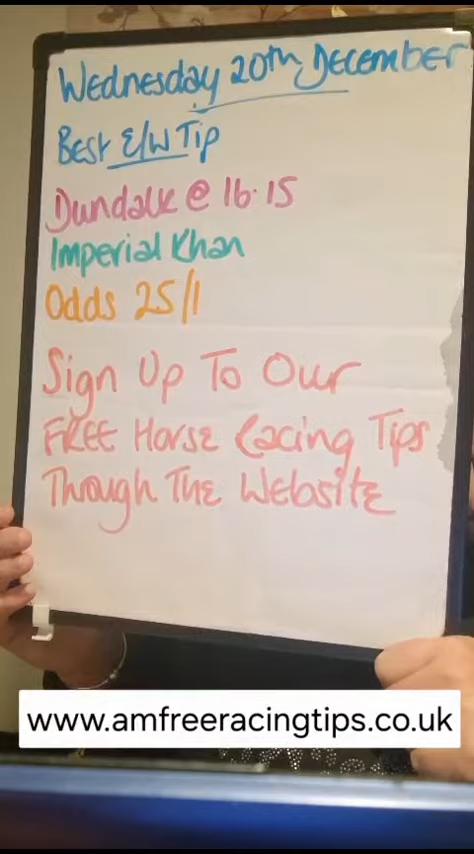 Wednesday 20th December
Best E/W Tip
Dundalk @ 16.15
Imperial Khan
Odds 25/1
Sign Up To Our
FREE Horse Racing Tips
Through The Website
www.amfreeracingtips.co.uk